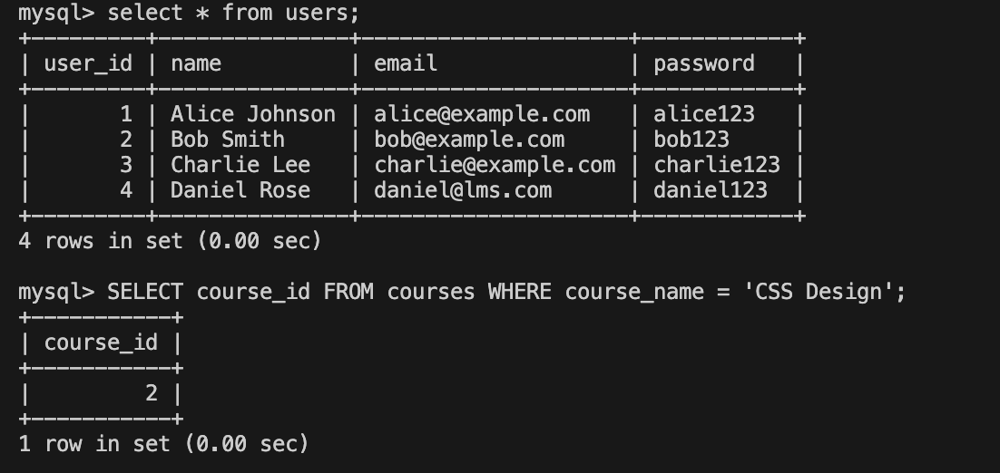 mysql> select * from users;
+---------+---------------+---------------------+------------+
| user_id | name          | email               | password   |
+---------+---------------+---------------------+------------+
|       1 | Alice Johnson | alice@example.com   | alice123   |
|       2 | Bob Smith     | bob@example.com     | bob123     |
|       3 | Charlie Lee   | charlie@example.com | charlie123 |
|       4 | Daniel Rose   | daniel@lms.com      | daniel123  |
+---------+---------------+---------------------+------------+
4 rows in set (0.00 sec)

mysql> SELECT course_id FROM courses WHERE course_name = 'CSS Design';
+-----------+
| course_id |
+-----------+
|         2 |
+-----------+
1 row in set (0.00 sec)